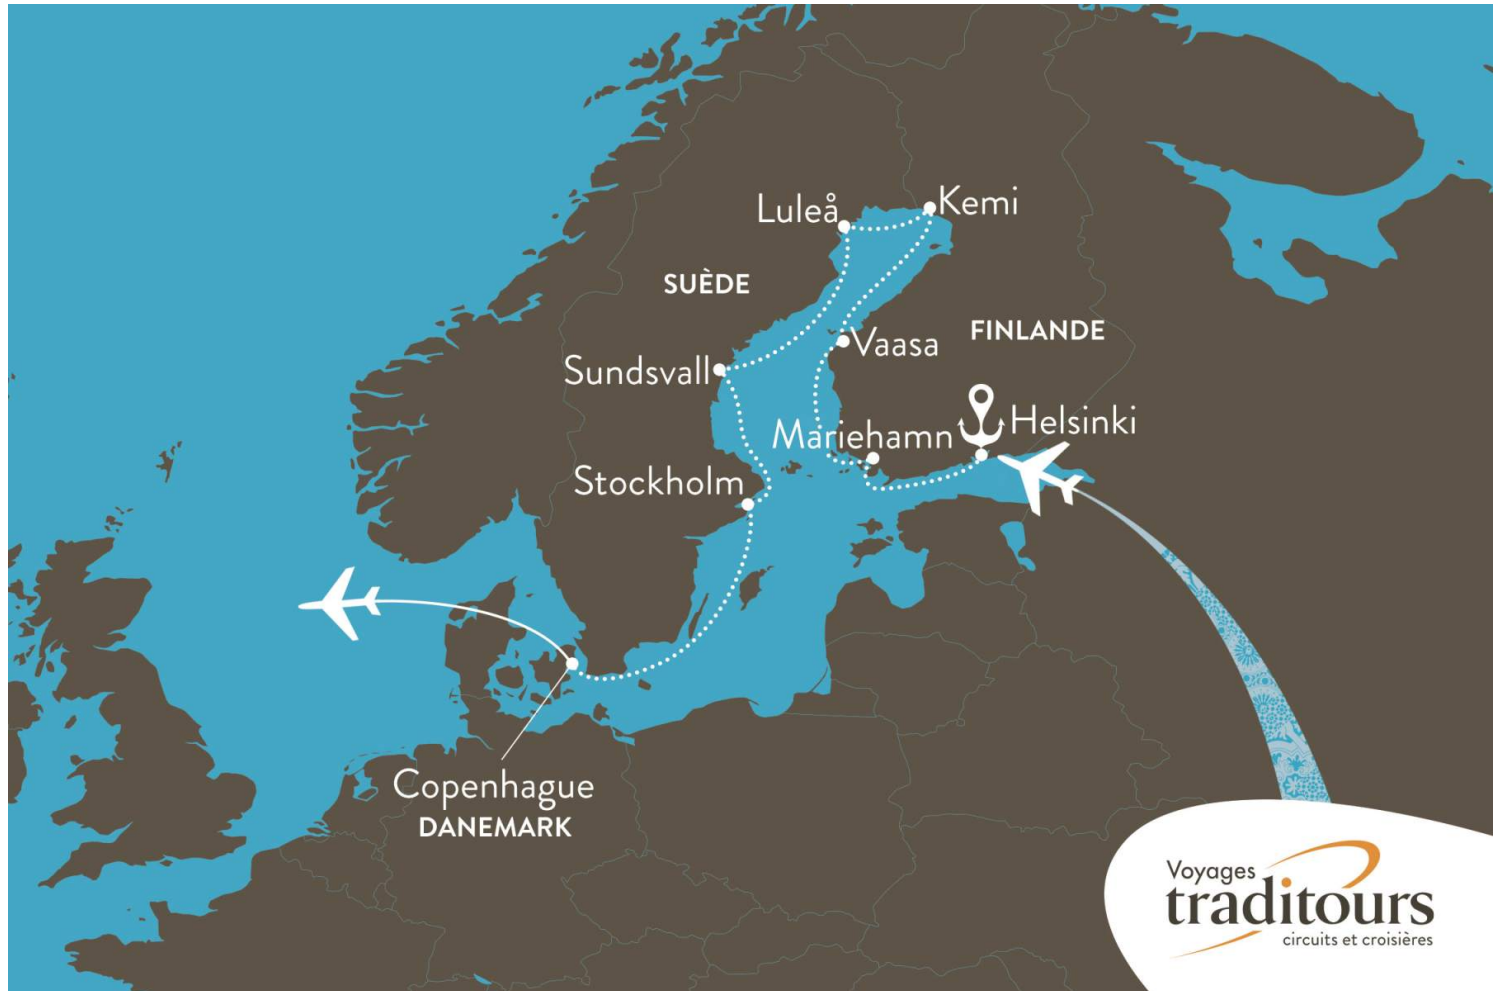 Luleå
Kemi
SUÈDE
FINLANDE
Vaasa
Sundsvall
Helsinki
Mariehamn
Stockholm
Copenhague
DANEMARK
Voyages
traditours
circuits et croisières